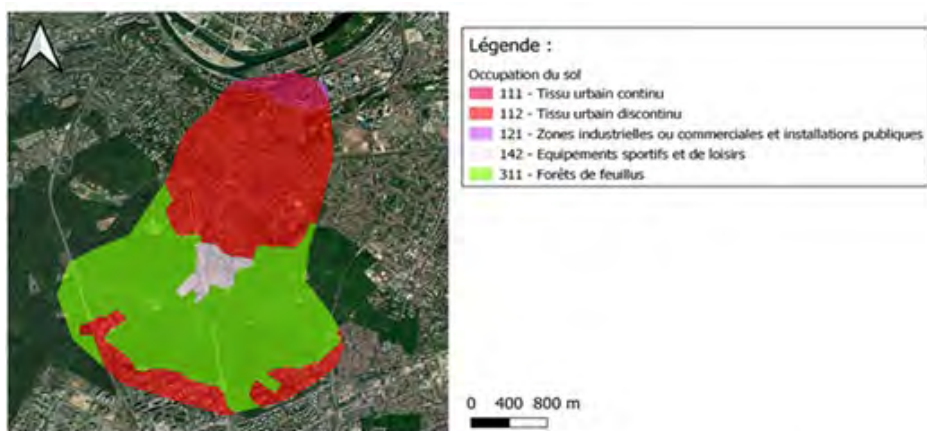 Légende :
Occupation du sol
111 - Tissu urbain continu
112 - Tissu urbain discontinu
121 - Zones industrielles ou commerciales et installations publiques
142 - Equipements sportifs et de loisirs
311 - Forêts de feuillus
0 400 800 m